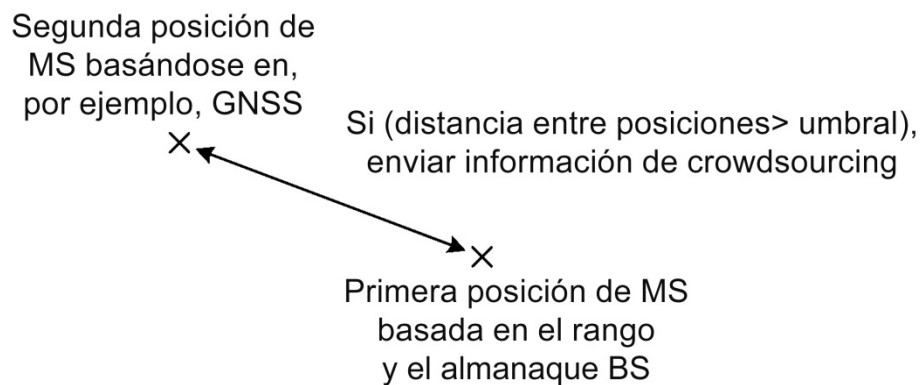 Segunda posición de
MS basándose en,
por ejemplo, GNSS
Si (distancia entre posiciones> umbral),
enviar información de crowdsourcing
Primera posición de MS
basada en el rango
y el almanaque BS